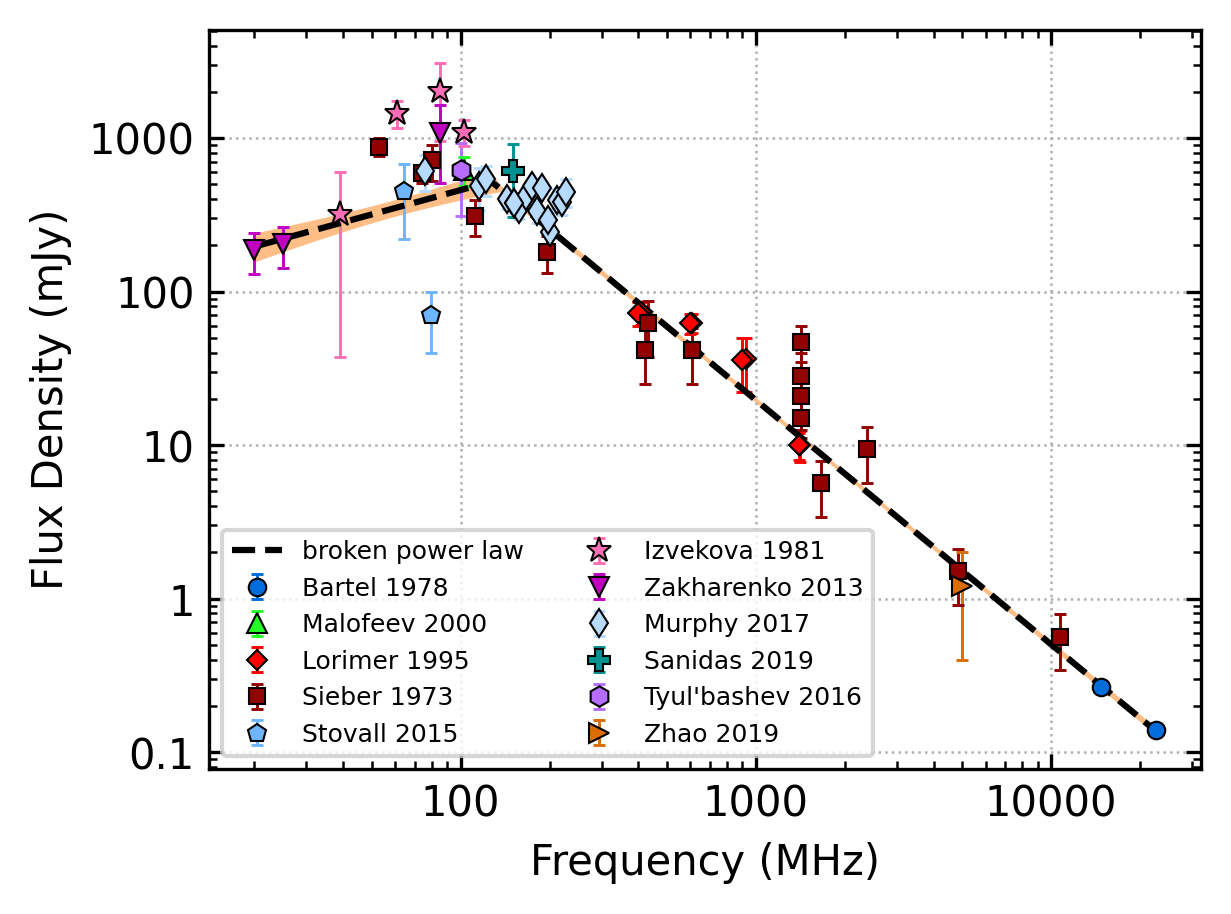 1000
100
10
1
0.1
Flux Density (mJy)
broken power law
Bartel 1978
Malofeev 2000
Lorimer 1995
Sieber 1973
Stovall 2015
Izvekova 1981
Zakharenko 2013
Murphy 2017
Sanidas 2019
Tyul'bashev 2016
Zhao 2019
100 1000 10000
Frequency (MHz)